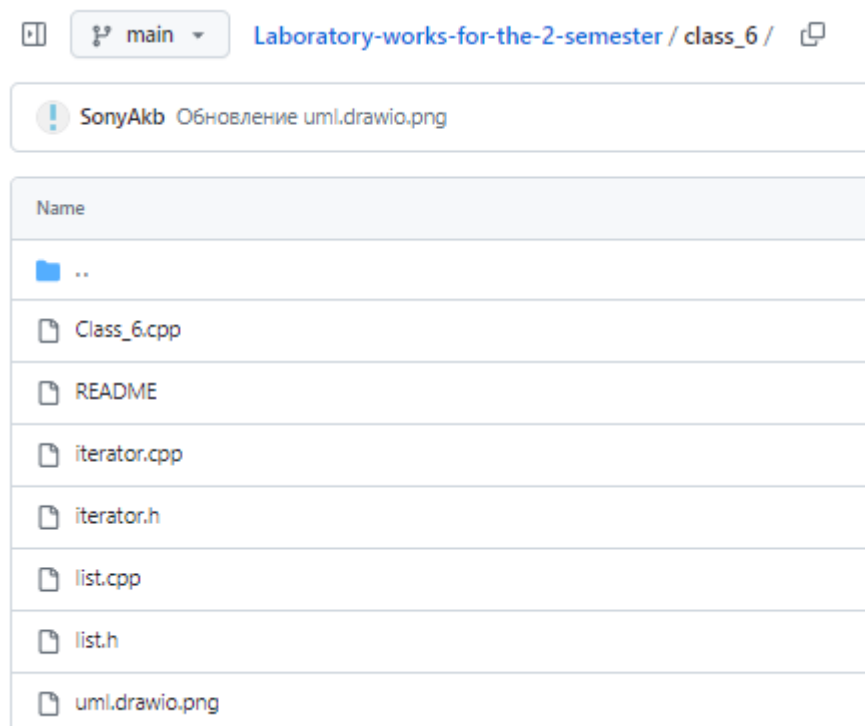 main Laboratory-works-for-the-2-semester / class_6 /
SonyAkb Обновление uml.drawio.png
Name
..
Class_6.cpp
README
iterator.cpp
iterator.h
list.cpp
list.h
uml.drawio.png